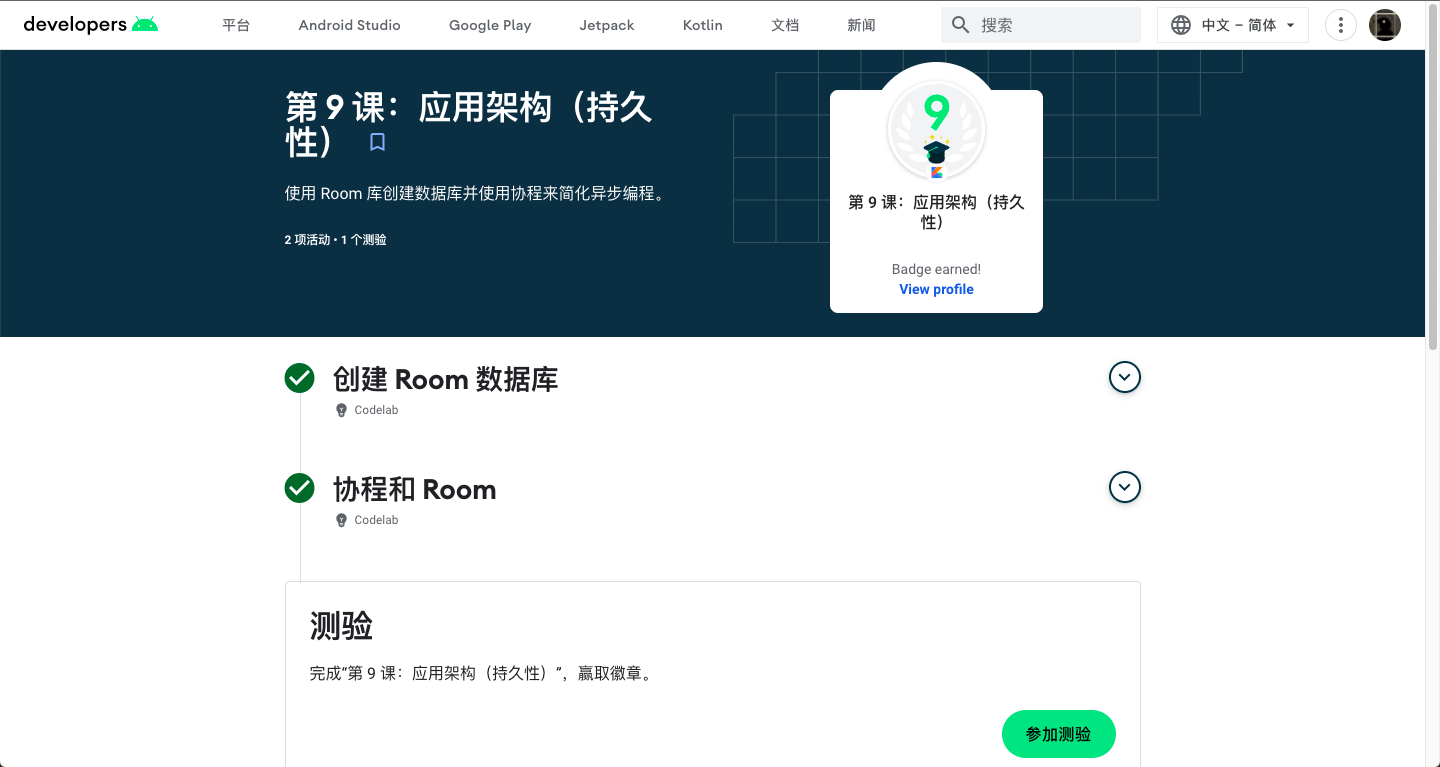 developers
平台
Android Studio
Google Play
Jetpack
Kotlin
文档
新闻
搜索
中文 – 简体
第 9 课：应用架构（持久
性）
使用 Room 库创建数据库并使用协程来简化异步编程。
2 项活动 • 1 个测验
9
第 9 课：应用架构（持久
性）
Badge earned!
View profile
创建 Room 数据库
Codelab
协程和 Room
Codelab
测验
完成“第 9 课：应用架构（持久性）”，赢取徽章。
参加测验